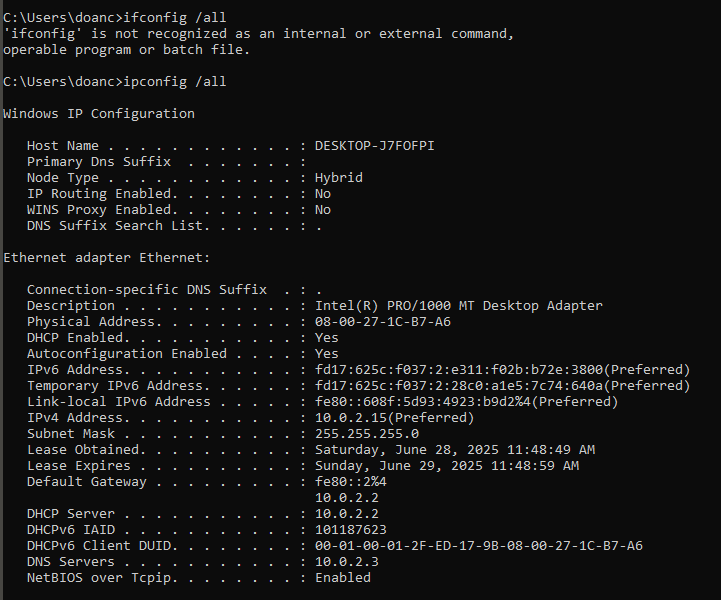 C:\Users\doanc>ifconfig /all
'ifconfig' is not recognized as an internal or external command,
operable program or batch file.
C:\Users\doanc>ipconfig /all
Windows IP Configuration
Host Name . . . . . . . . . . . . : DESKTOP-J7FOFPI
Primary Dns Suffix  . . . . . . . :
Node Type . . . . . . . . . . . . : Hybrid
IP Routing Enabled. . . . . . . . : No
WINS Proxy Enabled. . . . . . . . : No
DNS Suffix Search List. . . . . . : .
Ethernet adapter Ethernet:
Connection-specific DNS Suffix  . : .
Description . . . . . . . . . . . : Intel(R) PRO/1000 MT Desktop Adapter
Physical Address. . . . . . . . . : 08-00-27-1C-B7-A6
DHCP Enabled. . . . . . . . . . . : Yes
Autoconfiguration Enabled . . . . : Yes
IPv6 Address. . . . . . . . . . . : fd17:625c:f037:2:e311:f02b:b72e:3800(Preferred)
Temporary IPv6 Address. . . . . . : fd17:625c:f037:2:28c0:a1e5:7c74:640a(Preferred)
Link-local IPv6 Address . . . . . : fe80::608f:5d93:4923:b9d2%4(Preferred)
IPv4 Address. . . . . . . . . . . : 10.0.2.15(Preferred)
Subnet Mask . . . . . . . . . . . : 255.255.255.0
Lease Obtained. . . . . . . . . . : Saturday, June 28, 2025 11:48:49 AM
Lease Expires . . . . . . . . . . : Sunday, June 29, 2025 11:48:59 AM
Default Gateway . . . . . . . . . : fe80::2%4
10.0.2.2
DHCP Server . . . . . . . . . . . : 10.0.2.2
DHCPv6 IAID . . . . . . . . . . . : 101187623
DHCPv6 Client DUID. . . . . . . . : 00-01-00-01-2F-ED-17-9B-08-00-27-1C-B7-A6
DNS Servers . . . . . . . . . . . : 10.0.2.3
NetBIOS over Tcpip. . . . . . . . : Enabled